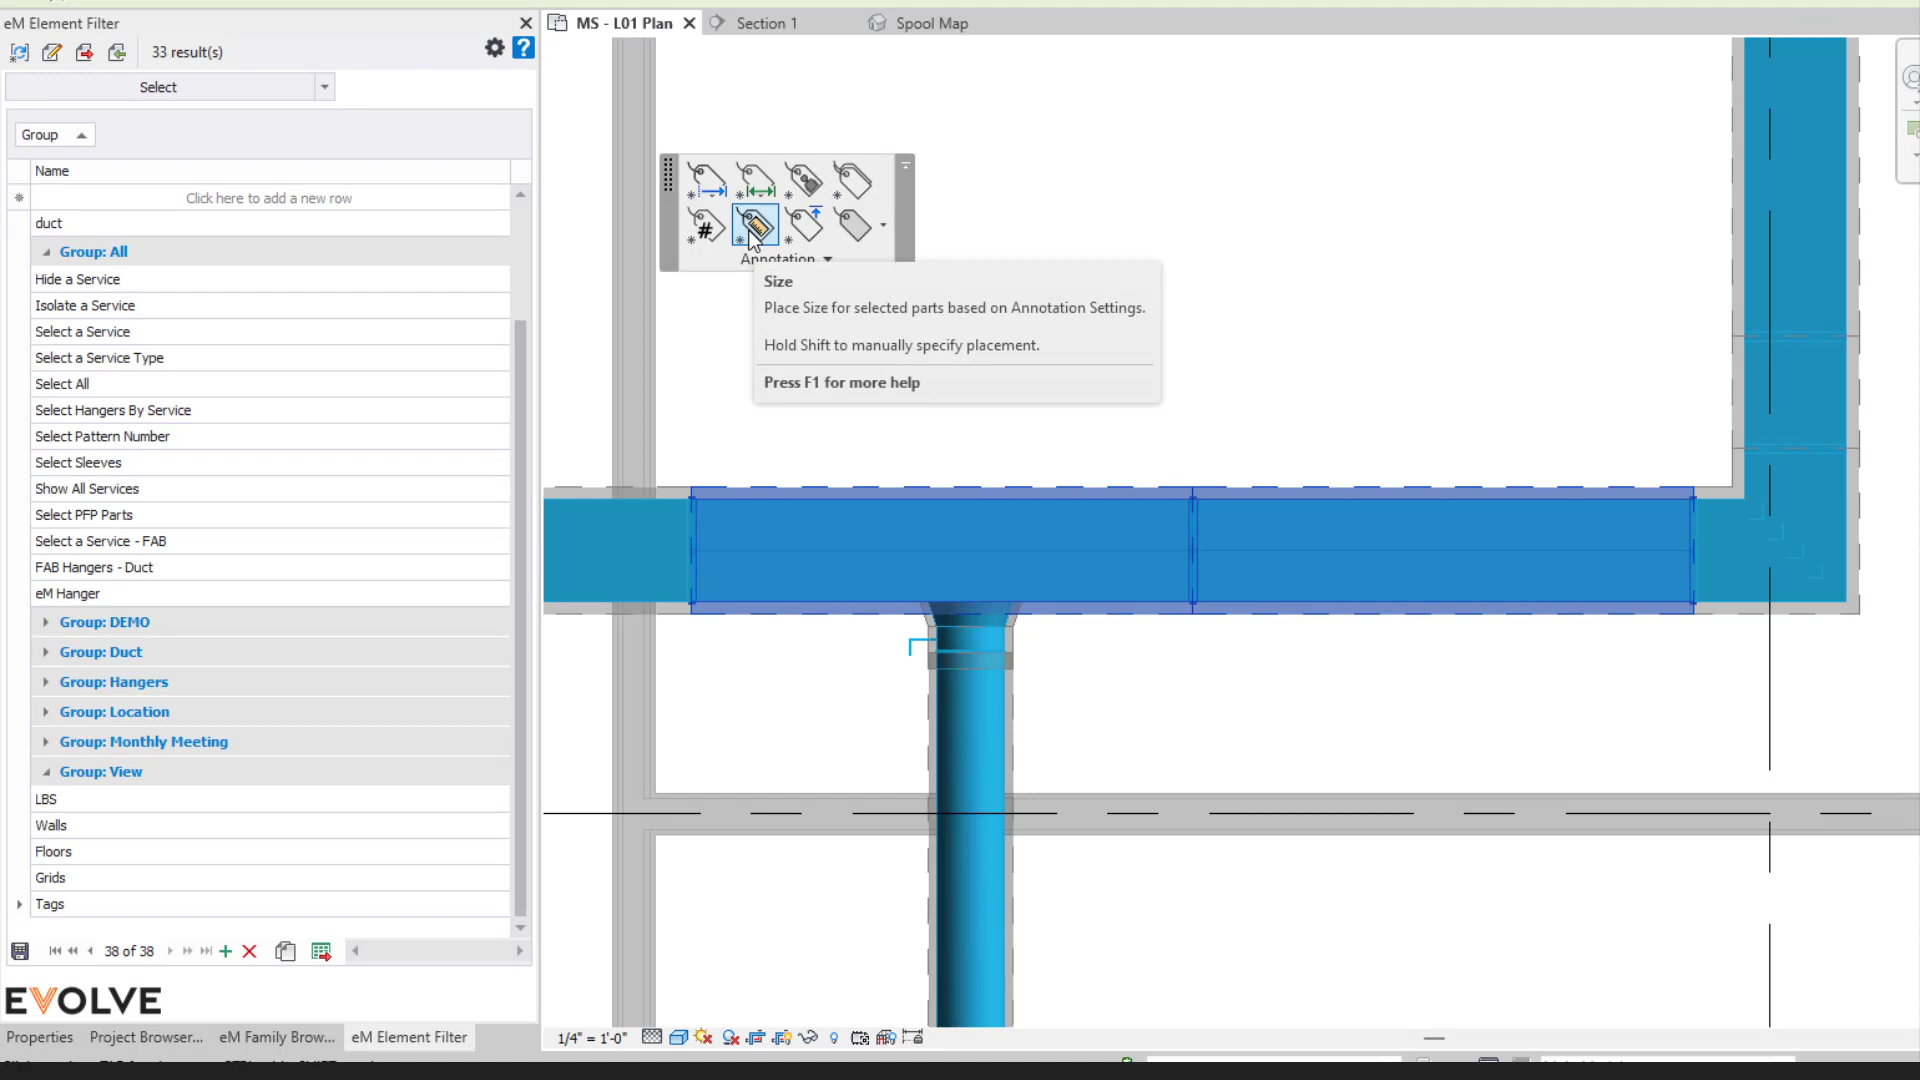 eM Element Filter
33 result(s)
Select
Group
Name
Click here to add a new row
duct
Group: All
Hide a Service
Isolate a Service
Select a Service
Select a Service Type
Select All
Select Hangers By Service
Select Pattern Number
Select Sleeves
Show All Services
Select PFP Parts
Select a Service - FAB
FAB Hangers - Duct
eM Hanger
Group: DEMO
Group: Duct
Group: Hangers
Group: Location
Group: Monthly Meeting
Group: View
LBS
Walls
Floors
Grids
Tags
38 of 38
EVOLVE
Properties
Project Browser...
eM Family Brow...
eM Element Filter
MS - L01 Plan
Section 1
Spool Map
#
Annotation
Size
Place Size for selected parts based on Annotation Settings.
Hold Shift to manually specify placement.
Press F1 for more help
1/4" = 1'-0"